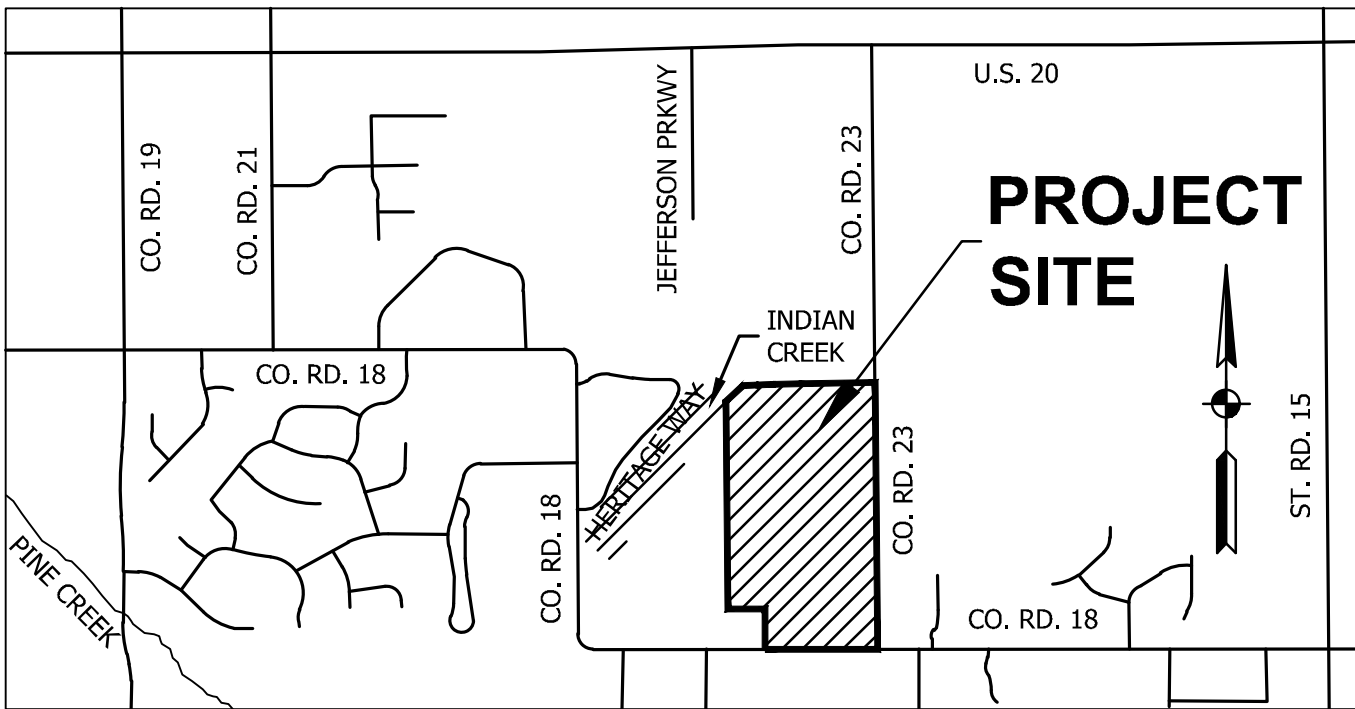 U.S. 20
JEFFERSON PRKWY
CO. RD. 19
CO. RD. 21
CO. RD. 23
PROJECT
SITE
INDIAN
CREEK
CO. RD. 18
HERITAGE WAY
ST. RD. 15
CO. RD. 23
CO. RD. 18
PINE CREEK
CO. RD. 18